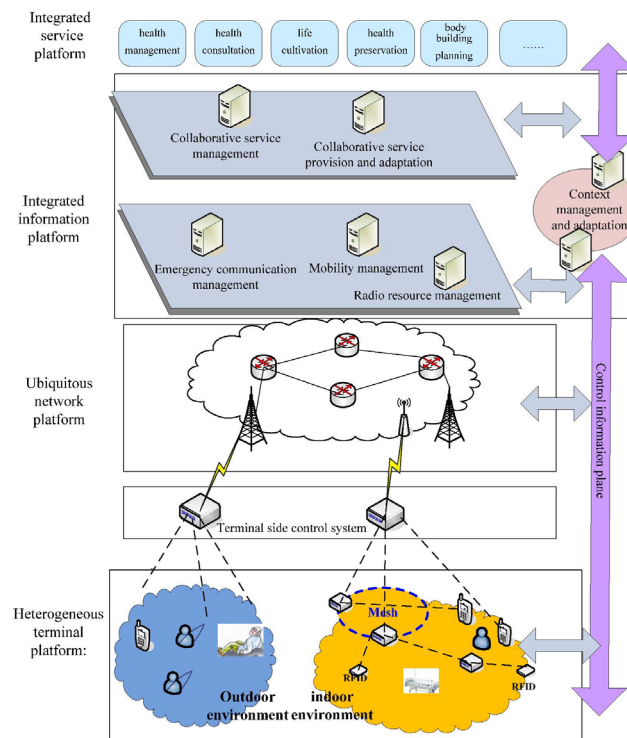 Integrated
service
platform
health
management
health
consultation
life
cultivation
health
preservation
body
building
planning
......
Collaborative service
management
Collaborative service
provision and adaptation
Integrated
information
platform
Context
management
and adaptation
Emergency communication
management
Mobility management
Radio resource management
Ubiquitous
network
platform
Control information plane
Terminal side control system
Heterogeneous
terminal
platform:
Mesh
RFID
RFID
Outdoor
environment
indoor
environment